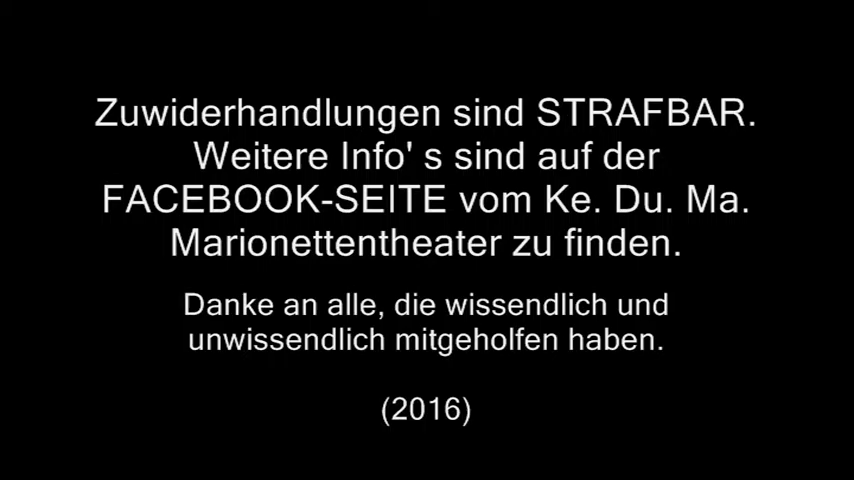 Zuwiderhandlungen sind STRAFBAR.
Weitere Info' s sind auf der
FACEBOOK-SEITE vom Ke. Du. Ma.
Marionettentheater zu finden.
Danke an alle, die wissendlich und
unwissendlich mitgeholfen haben.
(2016)